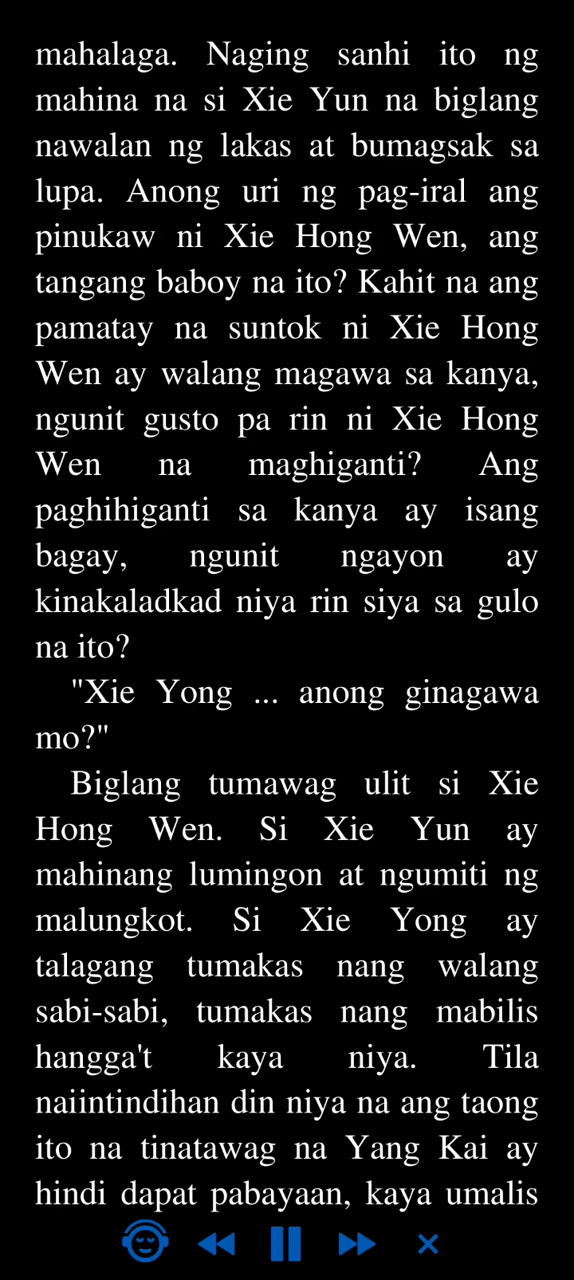 mahalaga. Naging sanhi ito ng
mahina na si Xie Yun na biglang
nawalan ng lakas at bumagsak sa
lupa. Anong uri ng pag-iral ang
pinukaw ni Xie Hong Wen, ang
tangang baboy na ito? Kahit na ang
pamatay na suntok ni Xie Hong
Wen ay walang magawa sa kanya,
ngunit gusto pa rin ni Xie Hong
Wen na maghiganti? Ang
paghihiganti sa kanya ay isang
bagay, ngunit ngayon ay
kinakaladkad niya rin siya sa gulo
na ito?
"Xie Yong ... anong ginagawa
mo?"
Biglang tumawag ulit si Xie
Hong Wen. Si Xie Yun ay
mahinang lumingon at ngumiti ng
malungkot. Si Xie Yong ay
talagang tumakas nang walang
sabi-sabi, tumakas nang mabilis
hangga't kaya niya. Tila
naiintindihan din niya na ang taong
ito na tinatawag na Yang Kai ay
hindi dapat pabayaan, kaya umalis